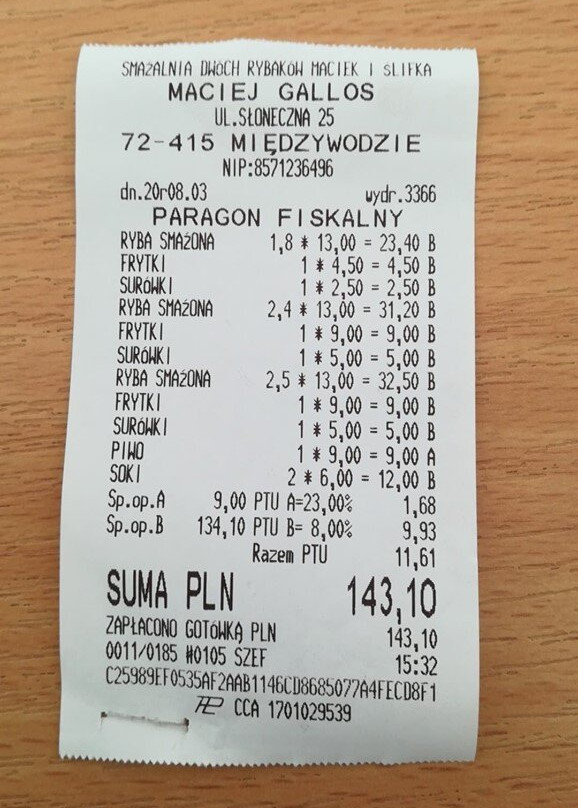 SMAŻALNIA DWÓCH RYBAKÓW MACIEK I ŚLIFKA
MACIEJ GALLOS
UL.SŁONECZNA 25
72-415 MIĘDZYWODZIE
NIP:8571236496
dn.20r08.03 wydr.3366
PARAGON FISKALNY
RYBA SMAŻONA 1,8 * 13,00 = 23,40 B
FRYTKI 1 * 4,50 = 4,50 B
SURÓWKI 1 * 2,50 = 2,50 B
RYBA SMAŻONA 2,4 * 13,00 = 31,20 B
FRYTKI 1 * 9,00 = 9,00 B
SURÓWKI 1 * 5,00 = 5,00 B
RYBA SMAŻONA 2,5 * 13,00 = 32,50 B
FRYTKI 1 * 9,00 = 9,00 B
SURÓWKI 1 * 5,00 = 5,00 B
PIWO 1 * 9,00 = 9,00 A
SOKI 2 * 6,00 = 12,00 B
Sp.op.A 9,00 PTU A=23,00% 1,68
Sp.op.B 134,10 PTU B= 8,00% 9,93
Razem PTU 11,61
SUMA PLN 143,10
ZAPŁACONO GOTÓWKĄ PLN 143,10
0011/0185 #0105 SZEF 15:32
C25989EF0535AF2AAB1146CD8685077A4FECD8F1
PL CCA 1701029539